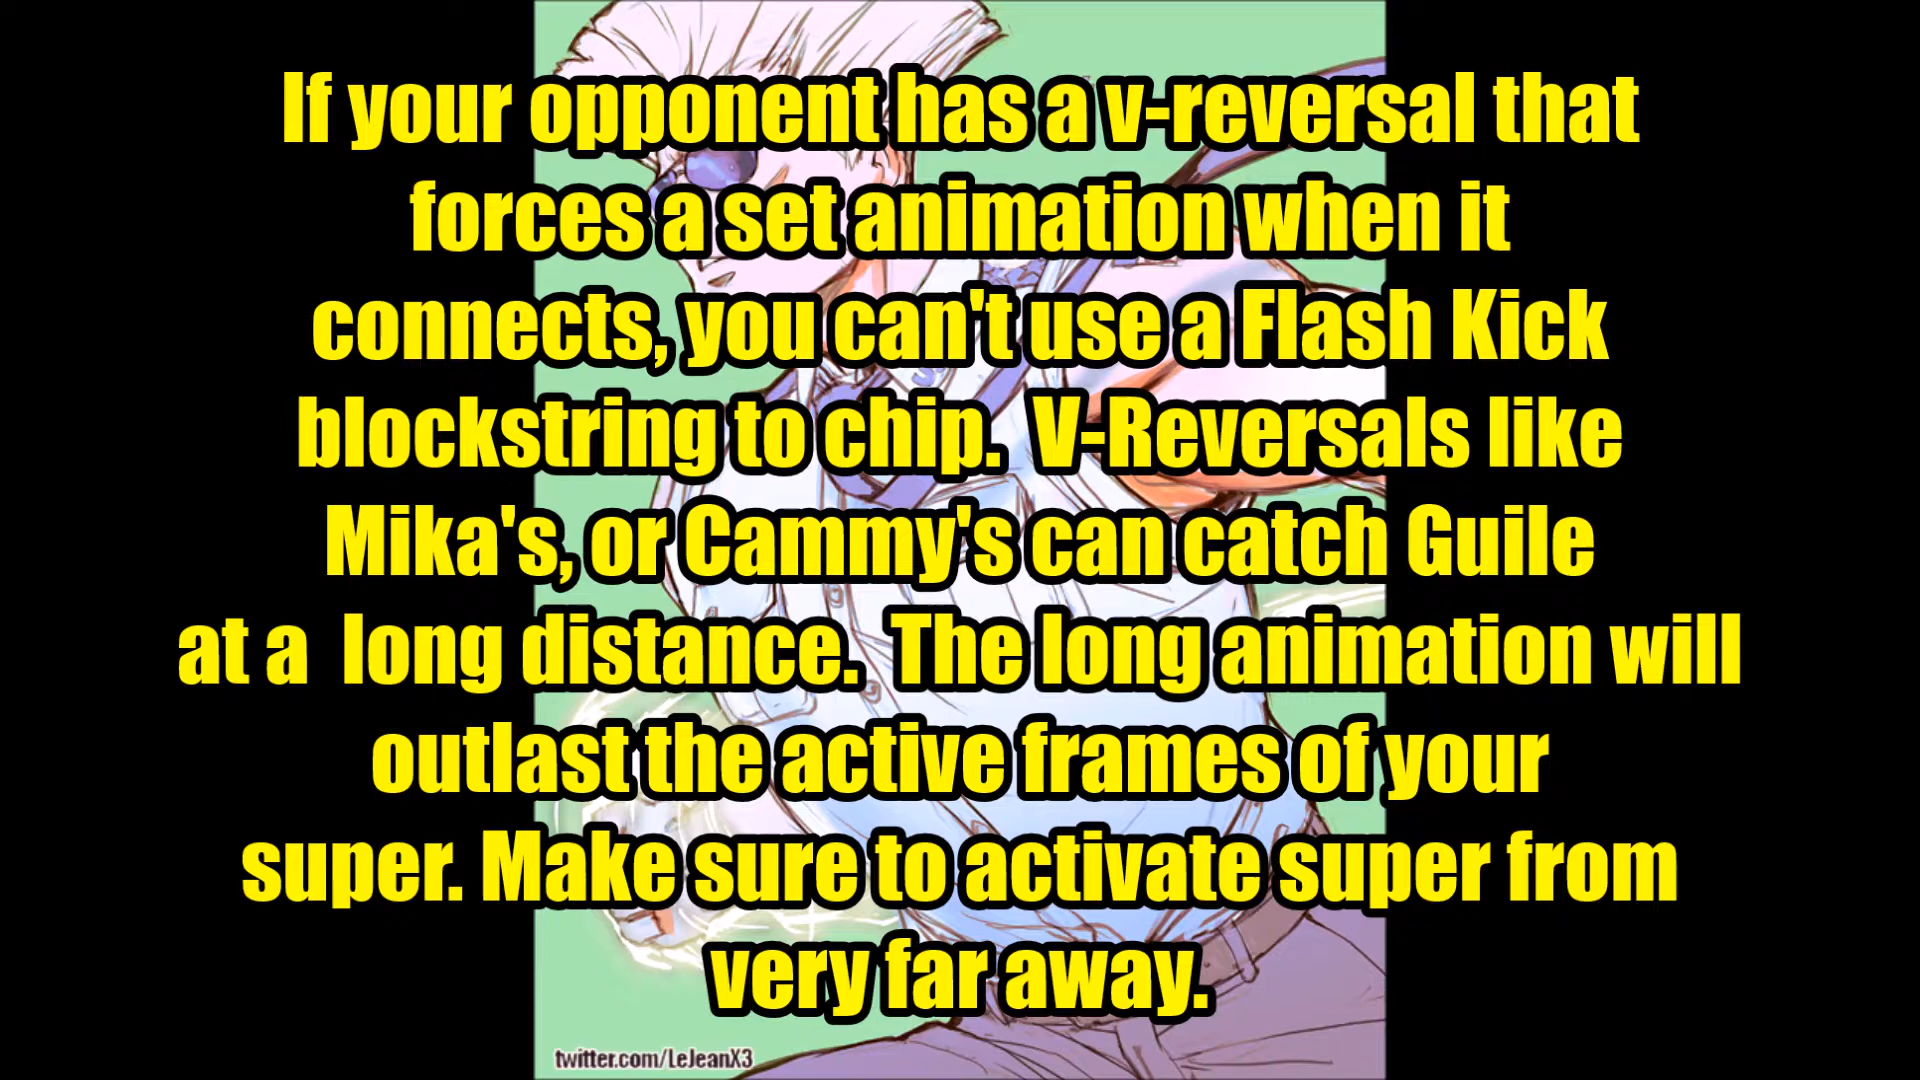 If your opponent has a v-reversal that
forces a set animation when it
connects, you can't use a Flash Kick
blockstring to chip.  V-Reversals like
Mika's, or Cammy's can catch Guile
at a  long distance.  The long animation will
outlast the active frames of your
super. Make sure to activate super from
very far away.
twitter.com/LeJeanX3